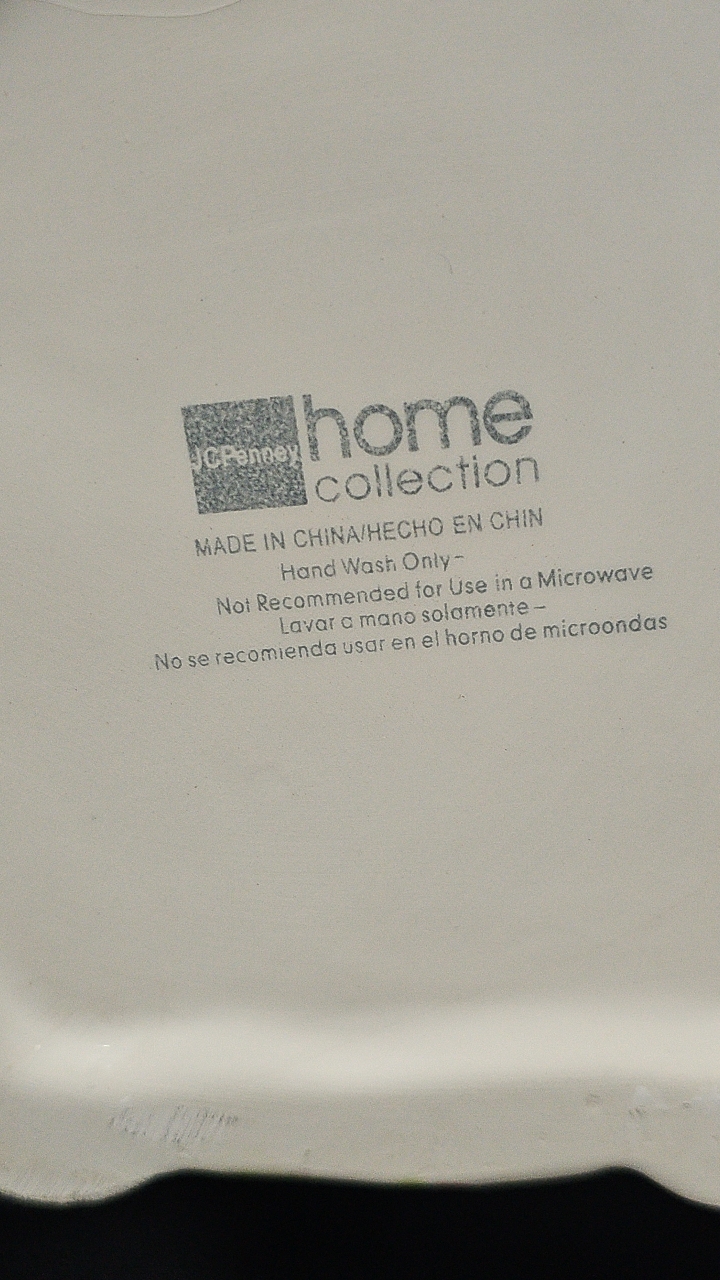 JCPenney
home
collection
MADE IN CHINA/HECHO EN CHIN
Hand Wash Only -
Not Recommended for Use in a Microwave
Lavar a mano solamente -
No se recomienda usar en el horno de microondas